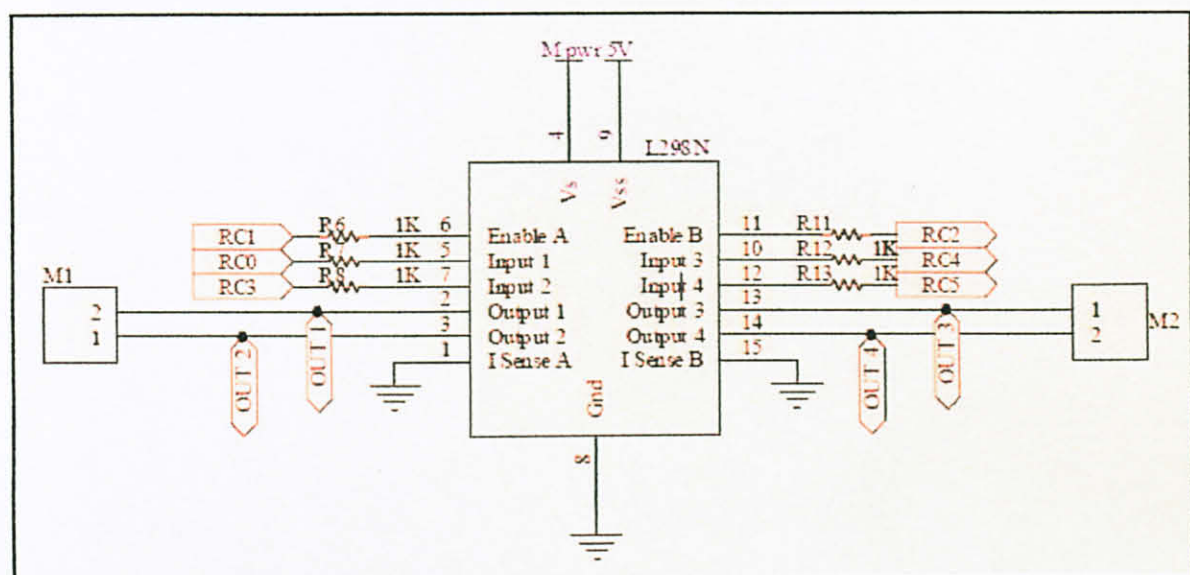 M pwr 5V
4 9
L298N
Vs Vss
RC1 R6 1K 6 Enable A
RC0 R7 1K 5 Input 1
RC3 R8 1K 7 Input 2
2 Output 1
3 Output 2
1 I Sense A
Enable B 11 R11 RC2
Input 3 10 R12 1K RC4
Input 4 12 R13 1K RC5
Output 3 13
Output 4 14
I Sense B 15
M1
2
1
OUT 2
OUT 1
Gnd
8
OUT 4
OUT 3
1
2
M2